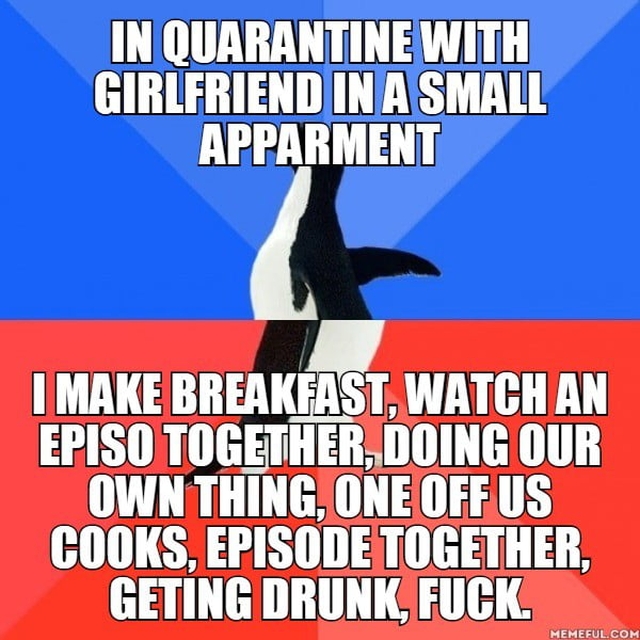 IN QUARANTINE WITH
GIRLFRIEND IN A SMALL
APPARMENT
I MAKE BREAKFAST, WATCH AN
EPISO TOGETHER, DOING OUR
OWN THING, ONE OFF US
COOKS, EPISODE TOGETHER,
GETING DRUNK, FUCK.
MEMEFUL.COM